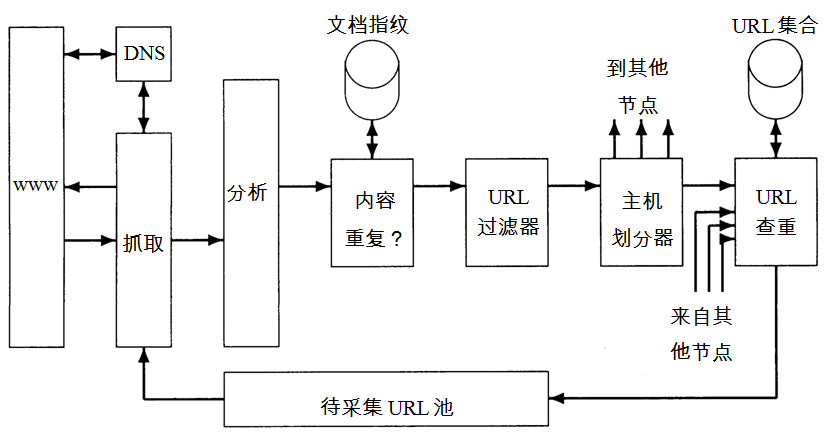 文档指纹
URL 集合
DNS
到其他
节点
www
抓取
分析
内容
重复？
URL
过滤器
主机
划分器
URL
查重
来自其
他节点
待采集 URL 池